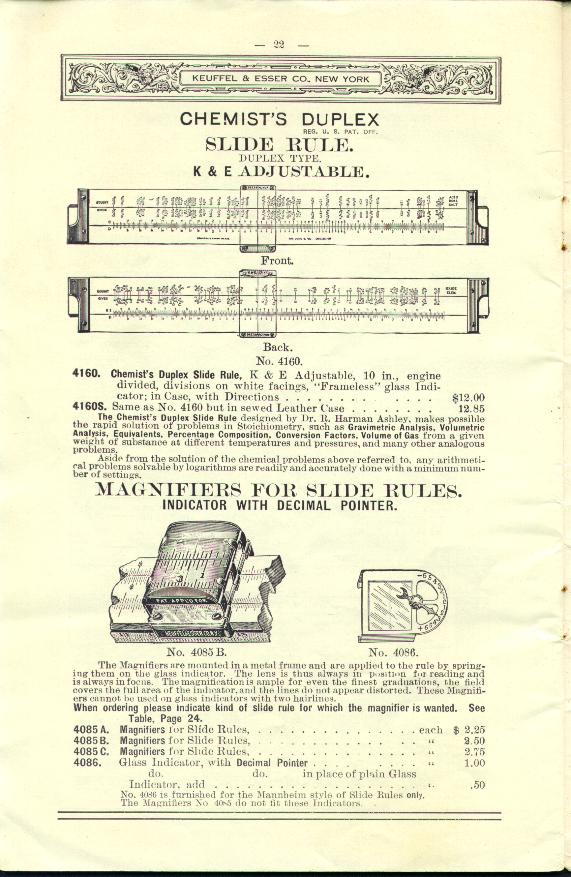 — 22 —
KEUFFEL & ESSER CO. NEW YORK
CHEMIST'S DUPLEX
REG. U. S. PAT. OFF.
SLIDE RULE.
DUPLEX TYPE.
K & E ADJUSTABLE.
Front.
Back.
No. 4160.
4160. Chemist's Duplex Slide Rule, K & E Adjustable, 10 in., engine
divided, divisions on white facings, "Frameless" glass Indi-
cator; in Case, with Directions . . . . . . . . . . . $12.00
4160S. Same as No. 4160 but in sewed Leather Case . . . . . . . . 12.85
The Chemist's Duplex Slide Rule designed by Dr. R. Harman Ashley, makes possible
the rapid solution of problems in Stoichiometry, such as Gravimetric Analysis, Volumetric
Analysis, Equivalents, Percentage Composition, Conversion Factors, Volume of Gas from a given
weight of substance at different temperatures and pressures, and many other analogous
problems.
Aside from the solution of the chemical problems above referred to, any arithmeti-
cal problems solvable by logarithms are readily and accurately done with a minimum num-
ber of settings.
MAGNIFIERS FOR SLIDE RULES.
INDICATOR WITH DECIMAL POINTER.
PAT. APPLD FOR
KEUFFEL & ESSER CO. N.Y.
No. 4085 B.
No. 4086.
The Magnifiers are mounted in a metal frame and are applied to the rule by spring-
ing them on the glass indicator. The lens is thus always in position for reading and
is always in focus. The magnification is ample for even the finest graduations, the field
covers the full area of the indicator, and the lines do not appear distorted. These Magnifi-
ers cannot be used on glass indicators with two hairlines.
When ordering please indicate kind of slide rule for which the magnifier is wanted. See
Table, Page 24.
4085 A. Magnifiers for Slide Rules, . . . . . . . . . . . . . each $ 2.25
4085 B. Magnifiers for Slide Rules, . . . . . . . . . . . . . " 2.50
4085 C. Magnifiers for Slide Rules, . . . . . . . . . . . . . " 2.75
4086. Glass Indicator, with Decimal Pointer . . . . . . . . " 1.00
do. do. in place of plain Glass
Indicator, add . . . . . . . . . . . . . . . . " .50
No. 4086 is furnished for the Mannheim style of Slide Rules only.
The Magnifiers No 4085 do not fit these Indicators.